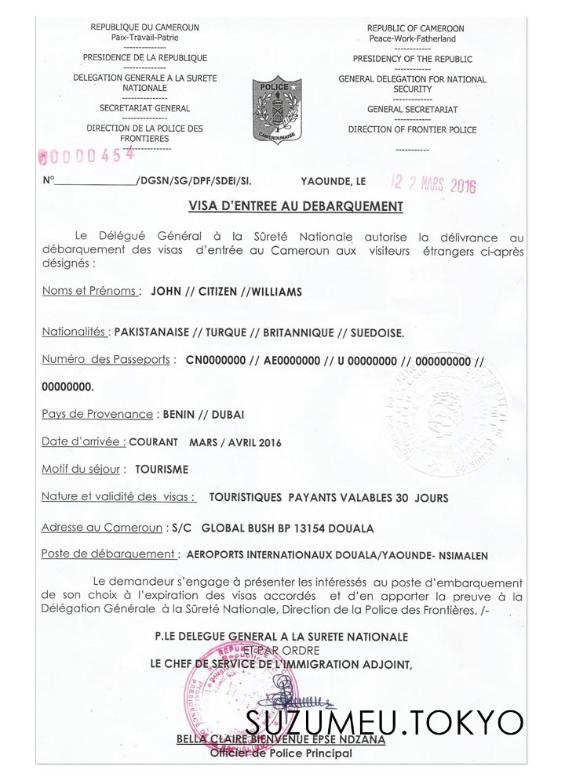 REPUBLIQUE DU CAMEROUN
Paix-Travail-Patrie
--------------
PRESIDENCE DE LA REPUBLIQUE
--------------
DELEGATION GENERALE A LA SURETE
NATIONALE
--------------
SECRETARIAT GENERAL
--------------
DIRECTION DE LA POLICE DES
FRONTIERES
--------------
REPUBLIC OF CAMEROON
Peace-Work-Fatherland
------------
PRESIDENCY OF THE REPUBLIC
------------
GENERAL DELEGATION FOR NATIONAL
SECURITY
------------
GENERAL SECRETARIAT
------------
DIRECTION OF FRONTIER POLICE
------------
POLICE
CAMEROUNAISE
00000454
N°____________/DGSN/SG/DPF/SDEI/SI. YAOUNDE, LE 22 MARS 2016
VISA D'ENTREE AU DEBARQUEMENT
Le Délégué Général à la Sûreté Nationale autorise la délivrance au
débarquement des visas d'entrée au Cameroun aux visiteurs étrangers ci-après
désignés :
Noms et Prénoms : JOHN // CITIZEN //WILLIAMS
Nationalités : PAKISTANAISE // TURQUE // BRITANNIQUE // SUEDOISE.
Numéro des Passeports : CN0000000 // AE0000000 // U 00000000 // 000000000 //
00000000.
Pays de Provenance : BENIN // DUBAI
Date d'arrivée : COURANT MARS / AVRIL 2016
Motif du séjour : TOURISME
Nature et validité des visas : TOURISTIQUES PAYANTS VALABLES 30 JOURS
Adresse au Cameroun : S/C GLOBAL BUSH BP 13154 DOUALA
Poste de débarquement : AEROPORTS INTERNATIONAUX DOUALA/YAOUNDE- NSIMALEN
Le demandeur s'engage à présenter les intéressés au poste d'embarquement
de son choix à l'expiration des visas accordés et d'en apporter la preuve à la
Délégation Générale à la Sûreté Nationale, Direction de la Police des Frontières. /-
P.LE DELEGUE GENERAL A LA SURETE NATIONALE
ET PAR ORDRE
LE CHEF DE SERVICE DE L'IMMIGRATION ADJOINT,
SUZUMEU.TOKYO
BELLA CLAIRE BIENVENUE EPSE NDZANA
Officier de Police Principal